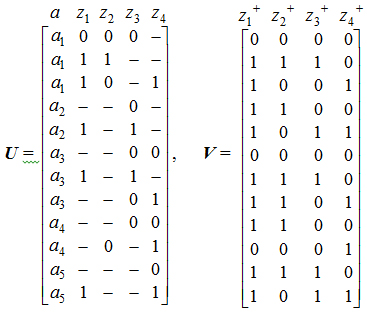 a z₁ z₂ z₃ z₄ z₁⁺ z₂⁺ z₃⁺ z₄⁺
a₁ 0 0 0 – 0 0 0 0
a₁ 1 1 – – 1 1 1 0
a₁ 1 0 – 1 1 0 0 1
a₂ – – 0 – 1 1 0 0
a₂ 1 – 1 – 1 0 1 1
U = a₃ – – 0 0 , V = 0 0 0 0
a₃ 1 – 1 – 1 1 1 0
a₃ – – 0 1 1 1 0 1
a₄ – – 0 0 1 1 0 0
a₄ – 0 – 1 0 0 0 1
a₅ – – – 0 1 1 1 0
a₅ 1 – – 1 1 0 1 1